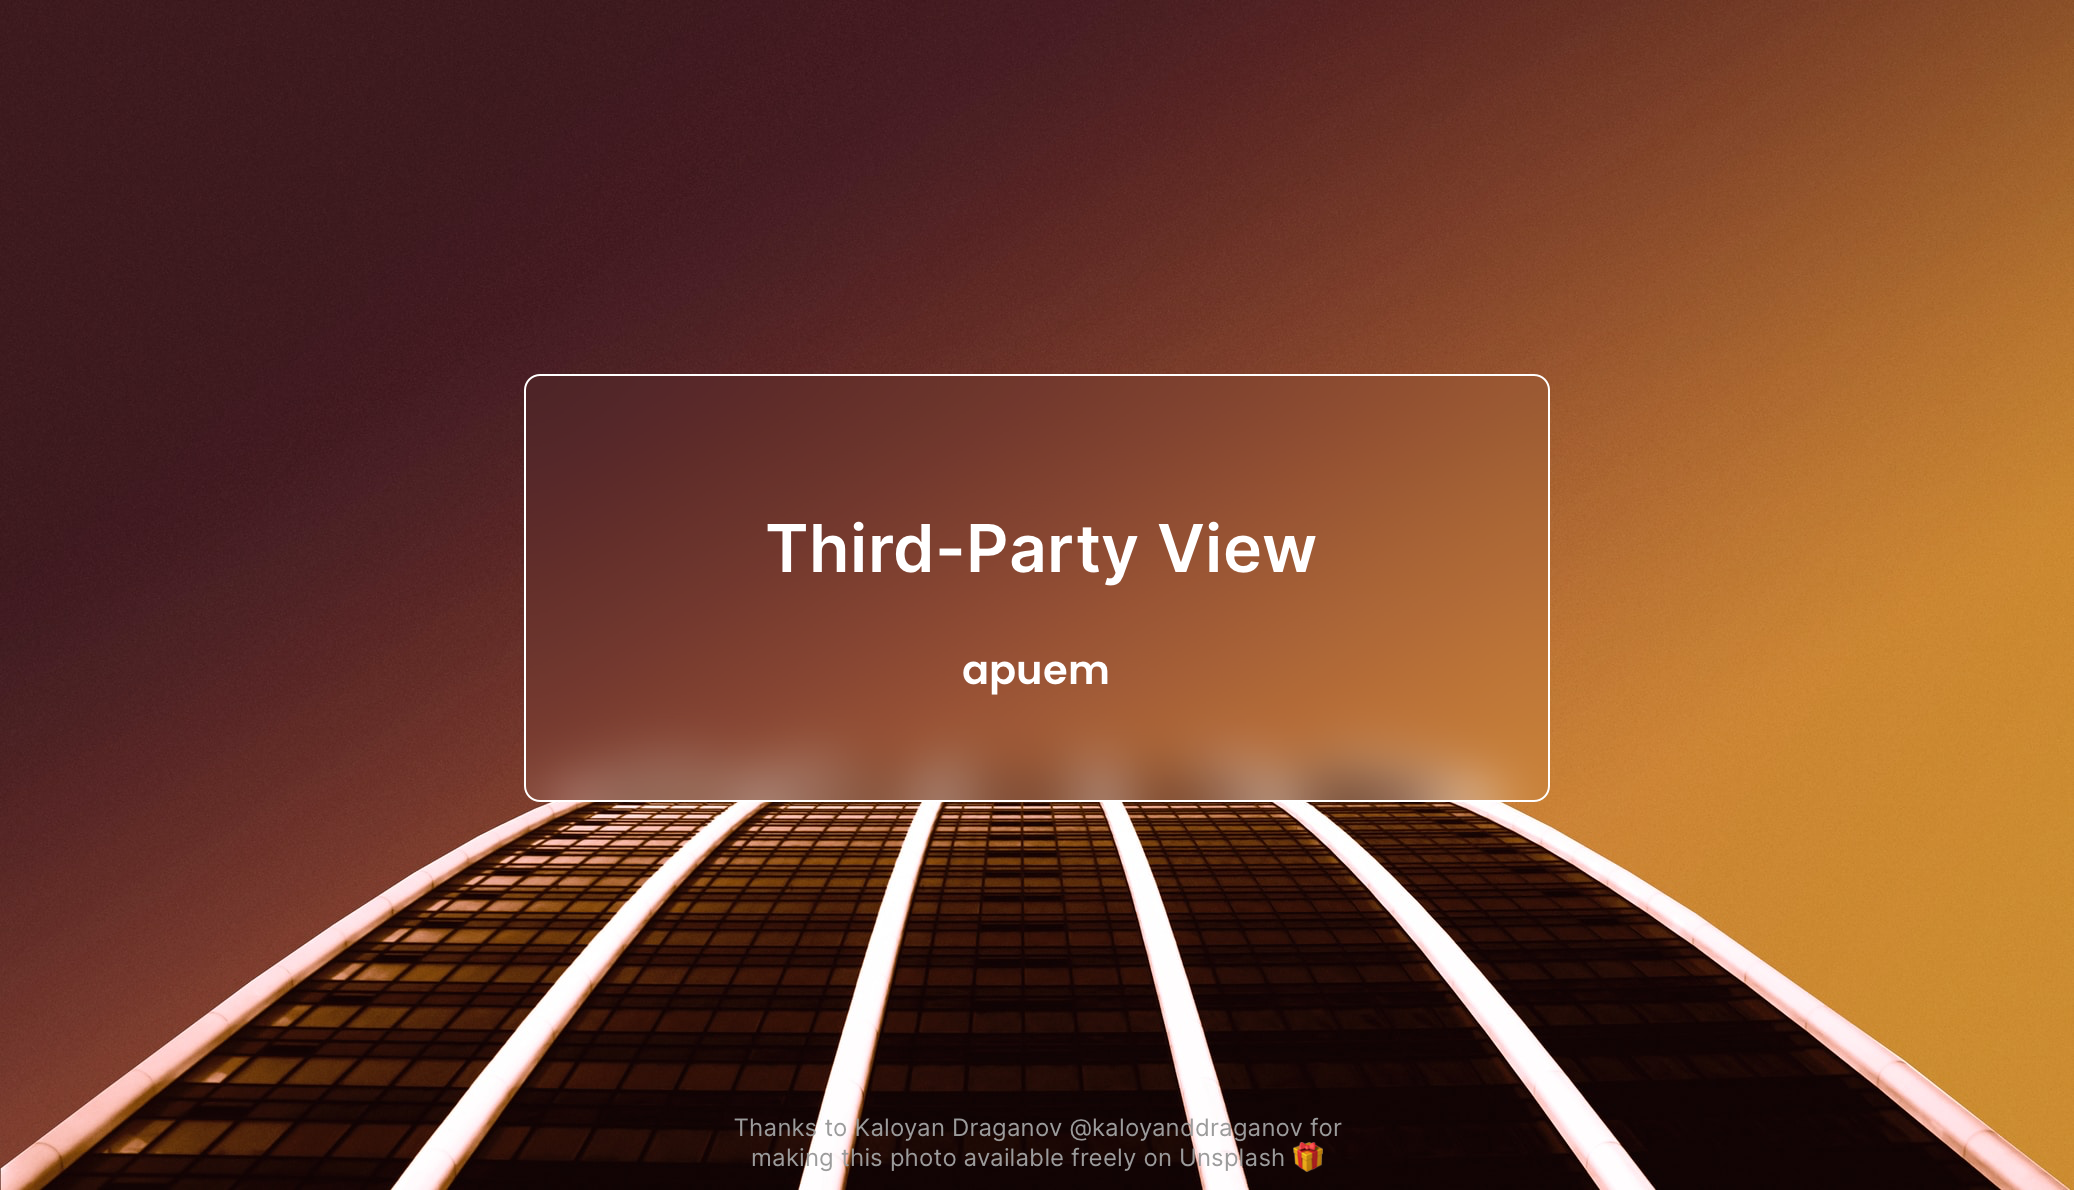 Third-Party View
apuem
Thanks to Kaloyan Draganov @kaloyanddraganov for
making this photo available freely on Unsplash 🎁